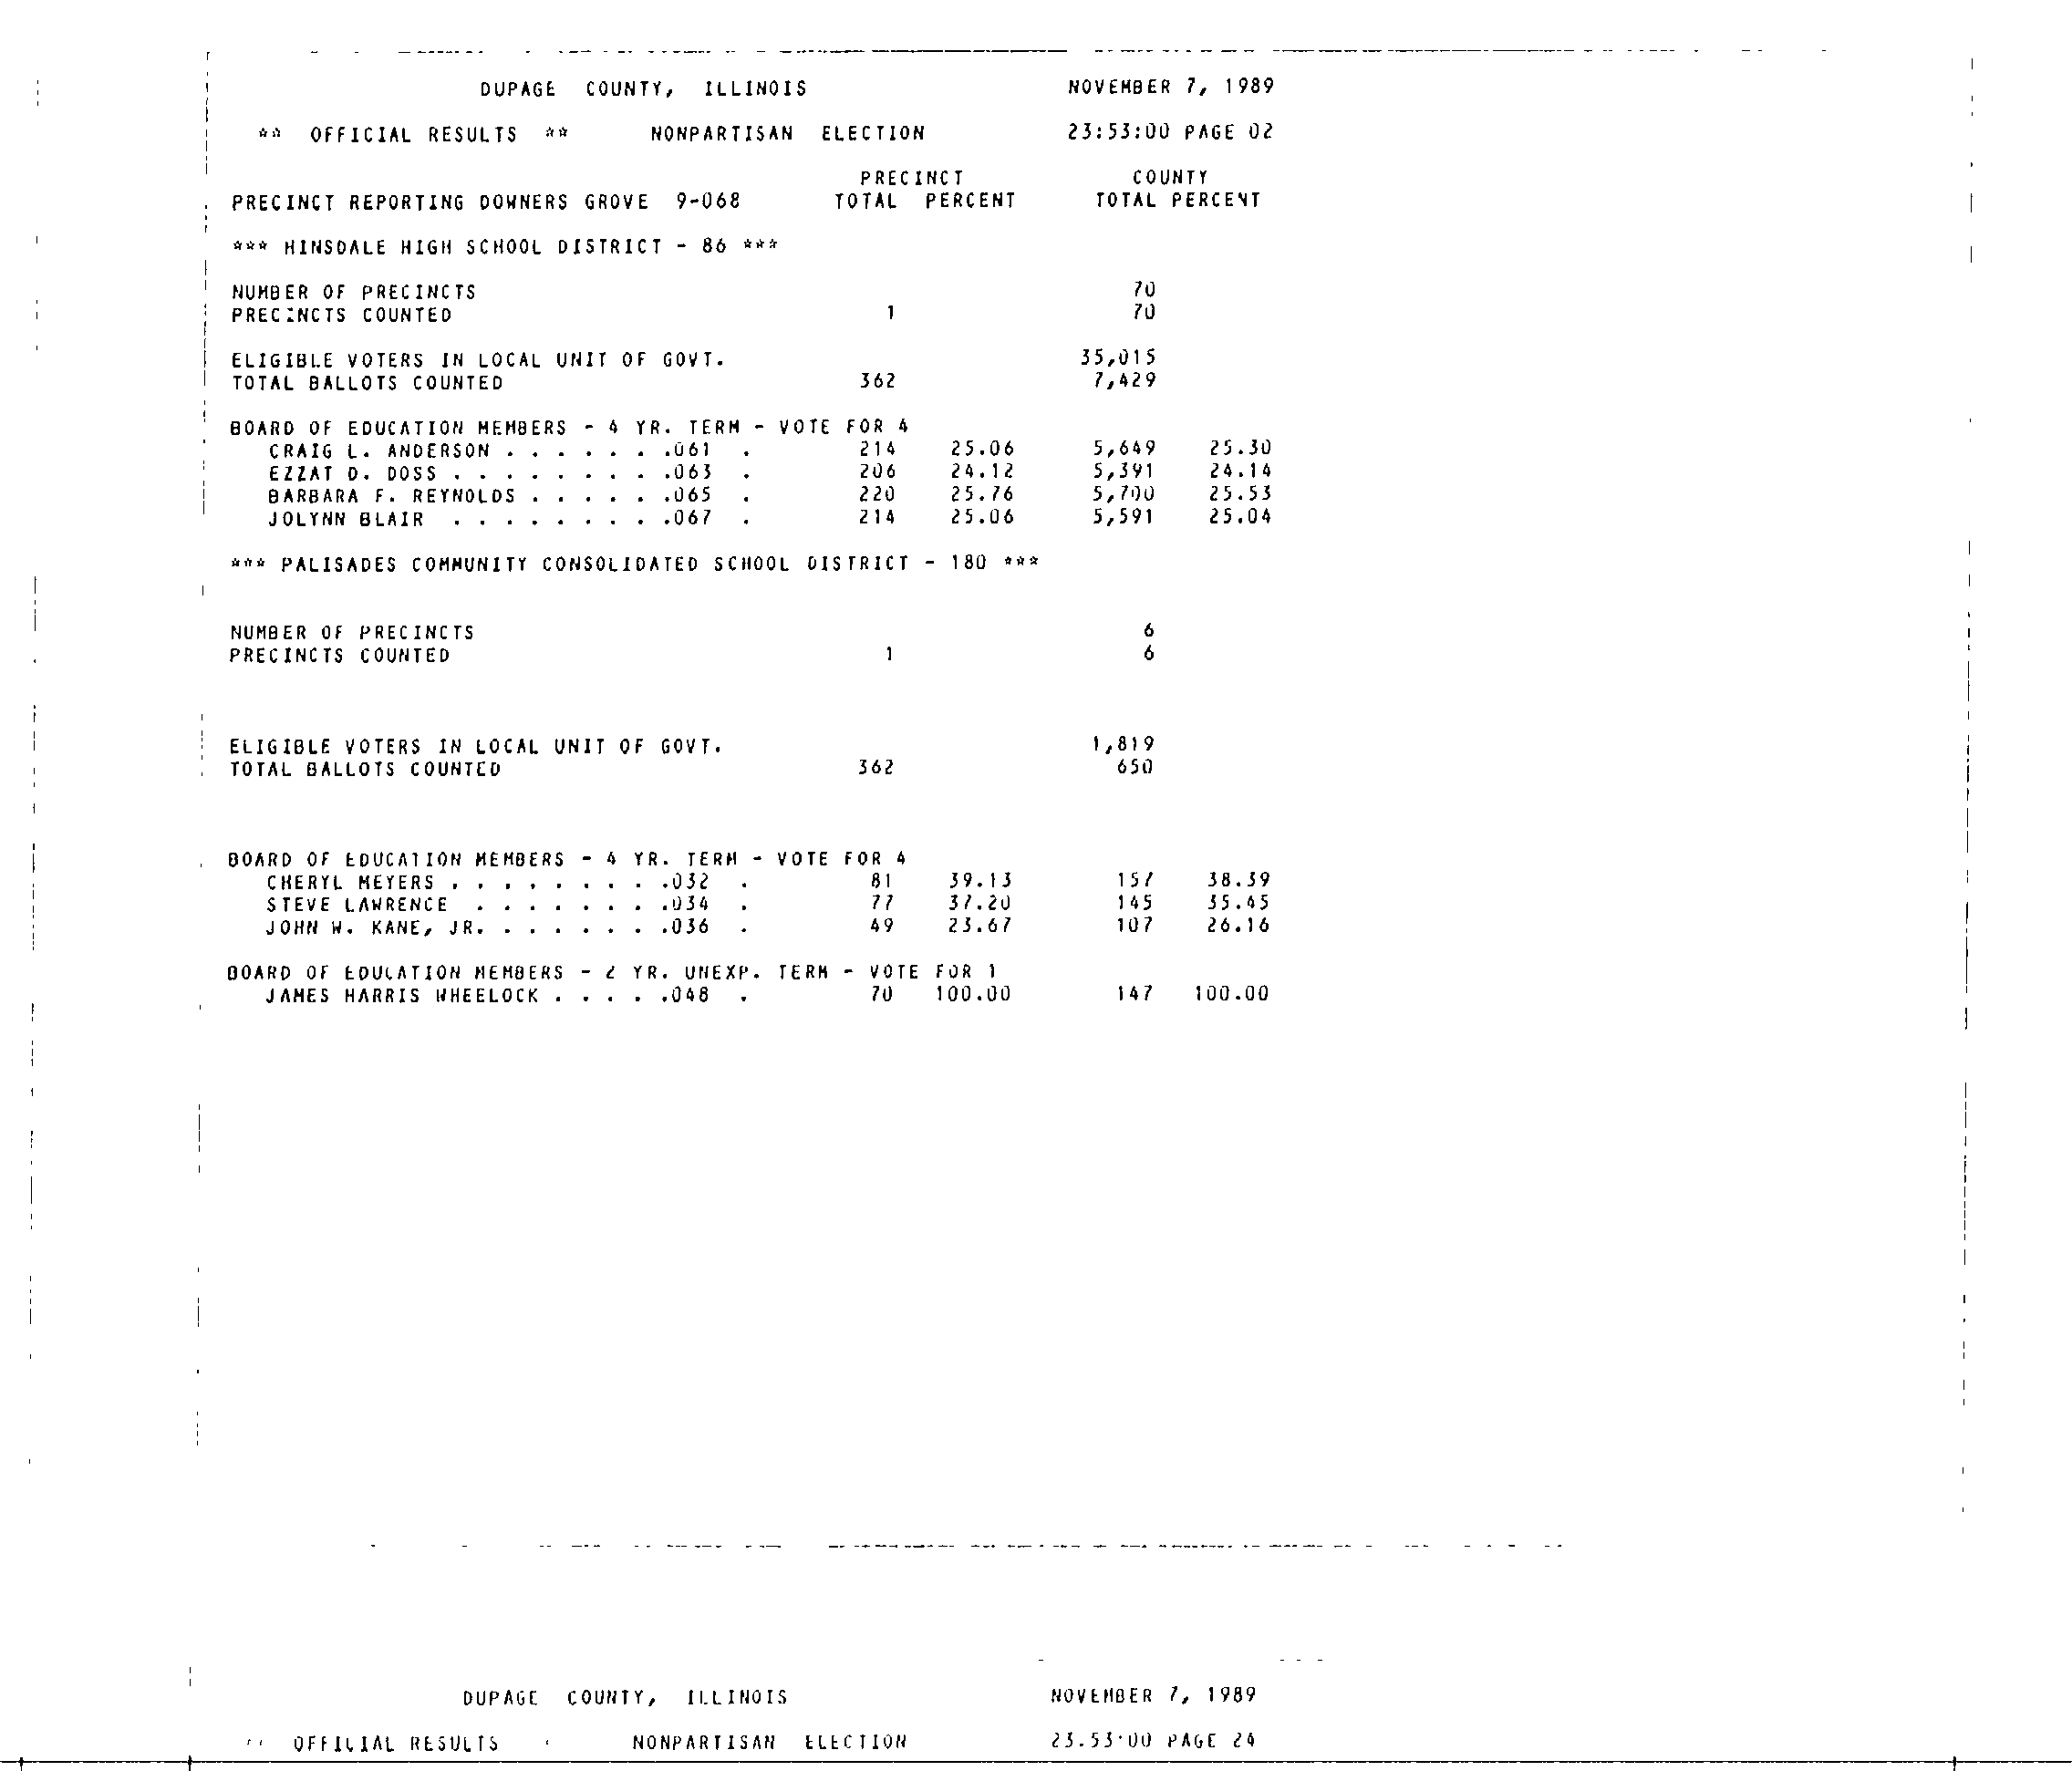 DUPAGE COUNTY, ILLINOIS NOVEMBER 7, 1989
** OFFICIAL RESULTS ** NONPARTISAN ELECTION 23:53:00 PAGE 02
PRECINCT COUNTY
PRECINCT REPORTING DOWNERS GROVE 9-068 TOTAL PERCENT TOTAL PERCENT
*** HINSDALE HIGH SCHOOL DISTRICT - 86 ***
NUMBER OF PRECINCTS 70
PRECINCTS COUNTED 1 70
ELIGIBLE VOTERS IN LOCAL UNIT OF GOVT. 35,015
TOTAL BALLOTS COUNTED 362 7,429
BOARD OF EDUCATION MEMBERS - 4 YR. TERM - VOTE FOR 4
CRAIG L. ANDERSON . . . . . . .061 . 214 25.06 5,649 25.30
EZZAT D. DOSS . . . . . . . . .063 . 206 24.12 5,391 24.14
BARBARA F. REYNOLDS . . . . . .065 . 220 25.76 5,700 25.53
JOLYNN BLAIR . . . . . . . . .067 . 214 25.06 5,591 25.04
*** PALISADES COMMUNITY CONSOLIDATED SCHOOL DISTRICT - 180 ***
NUMBER OF PRECINCTS 6
PRECINCTS COUNTED 1 6
ELIGIBLE VOTERS IN LOCAL UNIT OF GOVT. 1,819
TOTAL BALLOTS COUNTED 362 650
BOARD OF EDUCATION MEMBERS - 4 YR. TERM - VOTE FOR 4
CHERYL MEYERS . . . . . . . . .032 . 81 39.13 157 38.39
STEVE LAWRENCE . . . . . . . .034 . 77 37.20 145 35.45
JOHN W. KANE, JR. . . . . . . .036 . 49 23.67 107 26.16
BOARD OF EDUCATION MEMBERS - 2 YR. UNEXP. TERM - VOTE FOR 1
JAMES HARRIS WHEELOCK . . . . .048 . 70 100.00 147 100.00
DUPAGE COUNTY, ILLINOIS NOVEMBER 7, 1989
OFFICIAL RESULTS NONPARTISAN ELECTION 23.53:00 PAGE 24